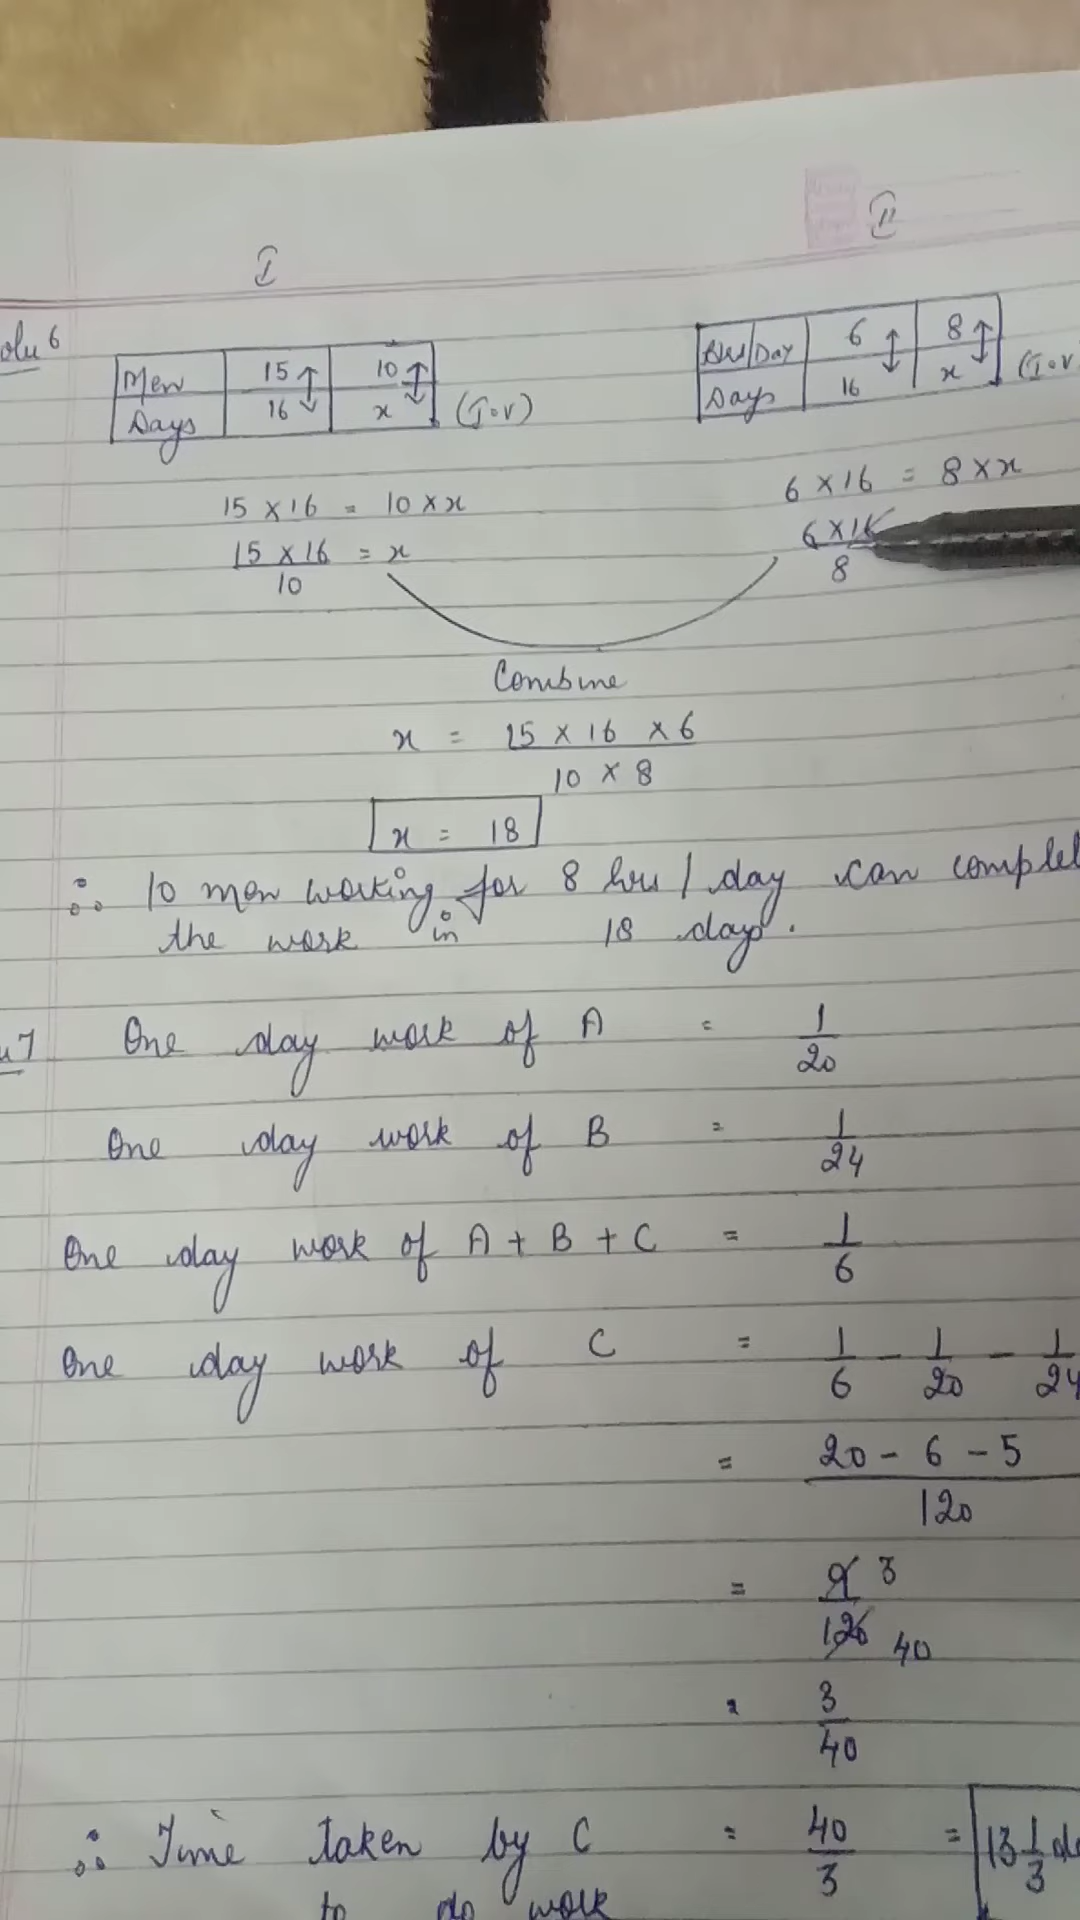 I
II
Solu 6
Men 15 10
Days 16 x (I.V)
Hrs/Day 6 8
Days 16 x (I.V
15 × 16 = 10 × x
6 × 16 = 8 × x
15 × 16 / 10 = x
6 × 16 / 8
Combine
x = 15 × 16 × 6 / 10 × 8
x = 18
∴ 10 men working for 8 hrs / day can complet
the work in 18 days.
u 7 One day work of A = 1/20
One day work of B = 1/24
One day work of A + B + C = 1/6
One day work of C = 1/6 - 1/20 - 1/24
= 20 - 6 - 5 / 120
= 9 3 / 120 40
= 3/40
∴ Time taken by C = 40/3 = 13 1/3 da
to do work